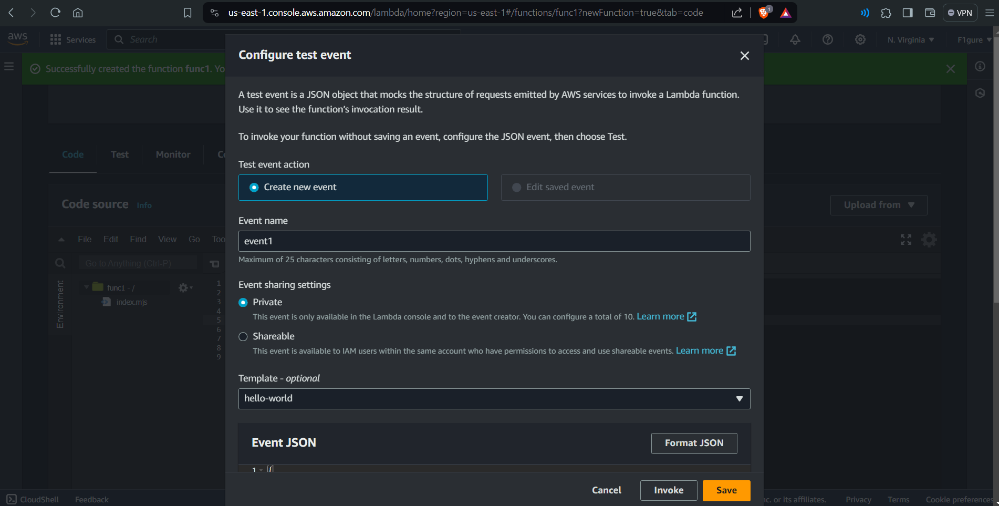 us-east-1.console.aws.amazon.com/lambda/home?region=us-east-1#/functions/func1?newFunction=true&tab=code
1
VPN
aws
Services
Search
N. Virginia
F1gure
Successfully created the function func1. Yo
Configure test event
A test event is a JSON object that mocks the structure of requests emitted by AWS services to invoke a Lambda function.
Use it to see the function's invocation result.
To invoke your function without saving an event, configure the JSON event, then choose Test.
Code
Test
Monitor
Test event action
Create new event
Edit saved event
Code source Info
Upload from
Event name
event1
Maximum of 25 characters consisting of letters, numbers, dots, hyphens and underscores.
File Edit Find View Go Too
Go to Anything (Ctrl-P)
Environment
func1 - /
index.mjs
1
2
3
4
5
6
7
8
9
Event sharing settings
Private
This event is only available in the Lambda console and to the event creator. You can configure a total of 10. Learn more
Shareable
This event is available to IAM users within the same account who have permissions to access and use shareable events. Learn more
Template - optional
hello-world
Event JSON
Format JSON
1 {
Cancel
Invoke
Save
CloudShell
Feedback
nc. or its affiliates.
Privacy
Terms
Cookie preferences